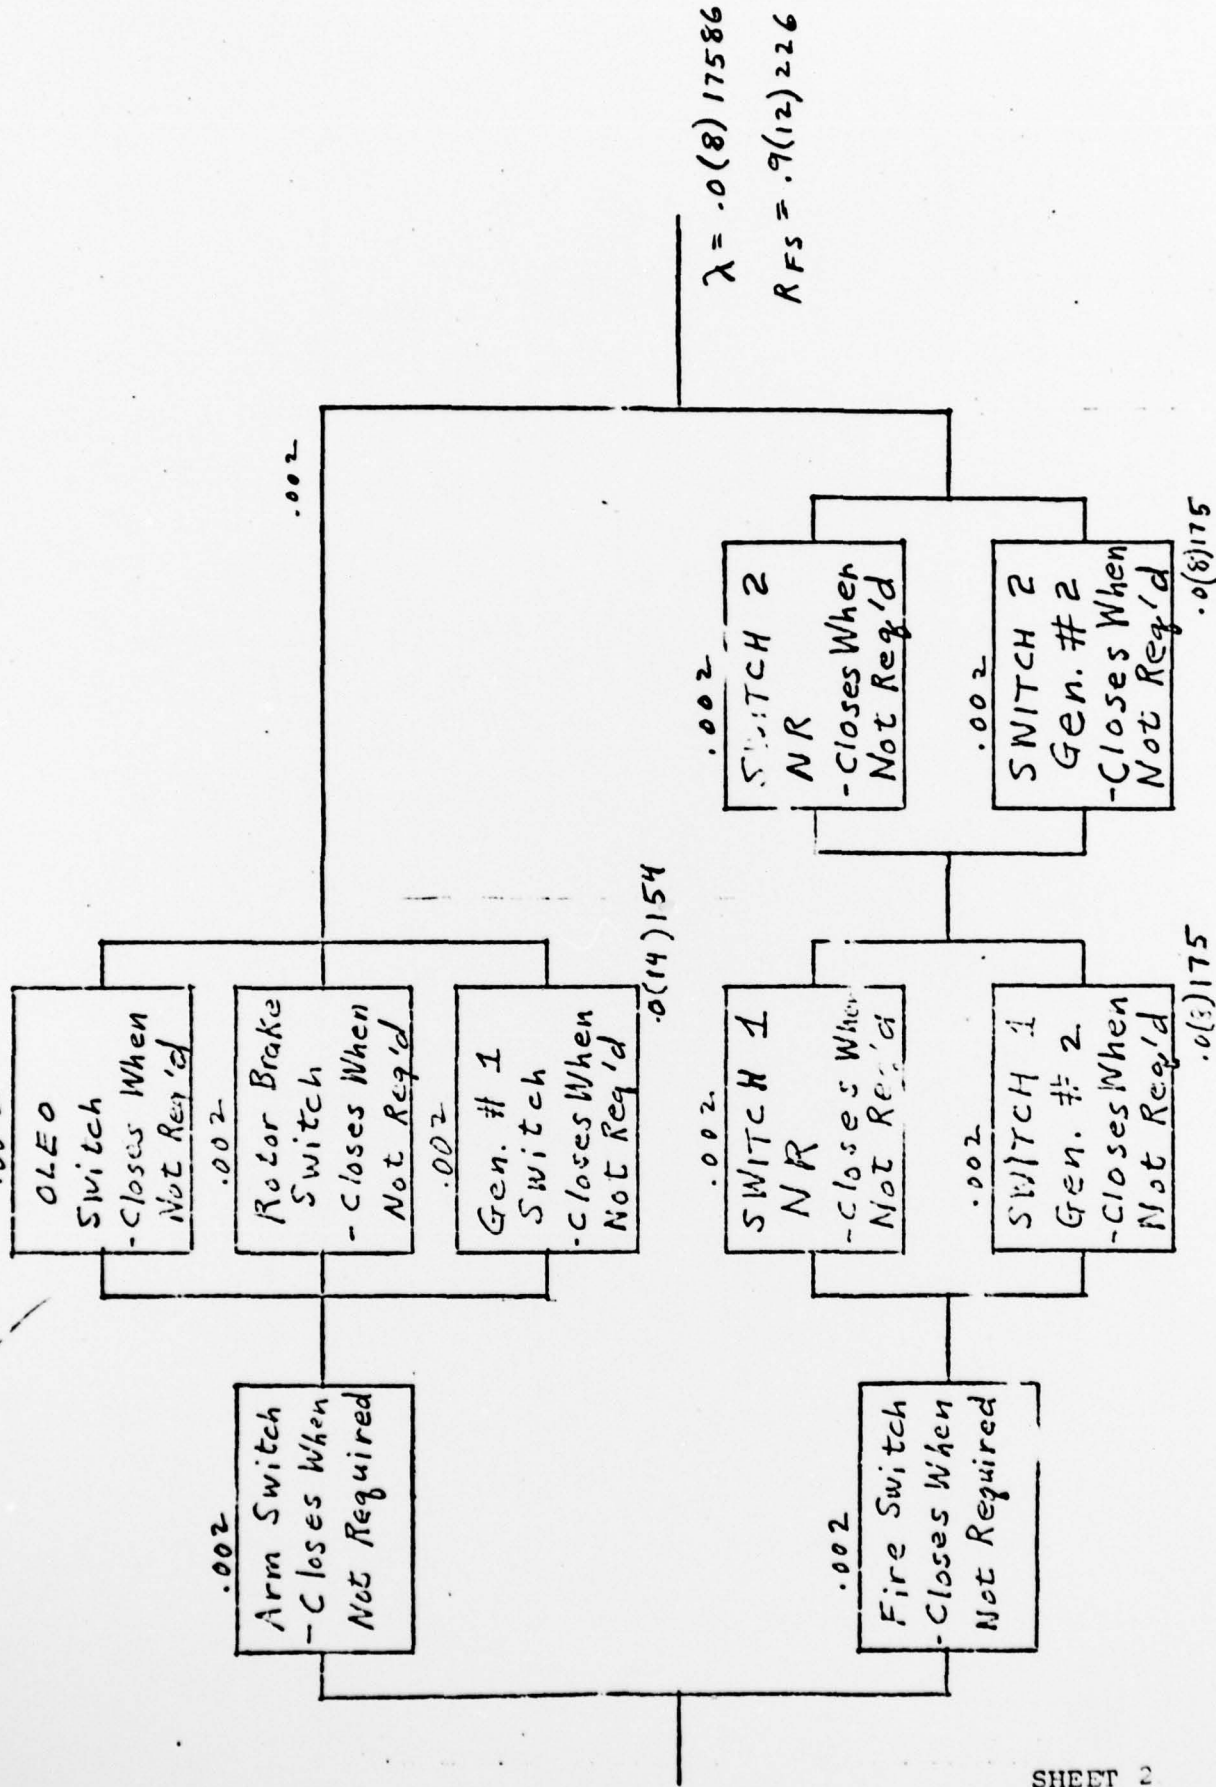 .002
Arm Switch
- Closes When
Not Required
OLEO
Switch
- Closes When
Not Req'd
.002
Rotor Brake
Switch
- Closes When
Not Req'd
.002
Gen. # 1
Switch
- Closes When
Not Req'd
.0(14)154
.002
.002
Fire Switch
- Closes When
Not Required
.002
SWITCH 1
NR
- Closes When
Not Req'd
.002
SWITCH 1
Gen. # 2
- Closes When
Not Req'd
.0(8)175
.002
SWITCH 2
NR
- Closes When
Not Req'd
.002
SWITCH 2
Gen. # 2
- Closes When
Not Req'd
.0(8)175
λ = .0(8)17586
RFS = .9(12)226
SHEET 2